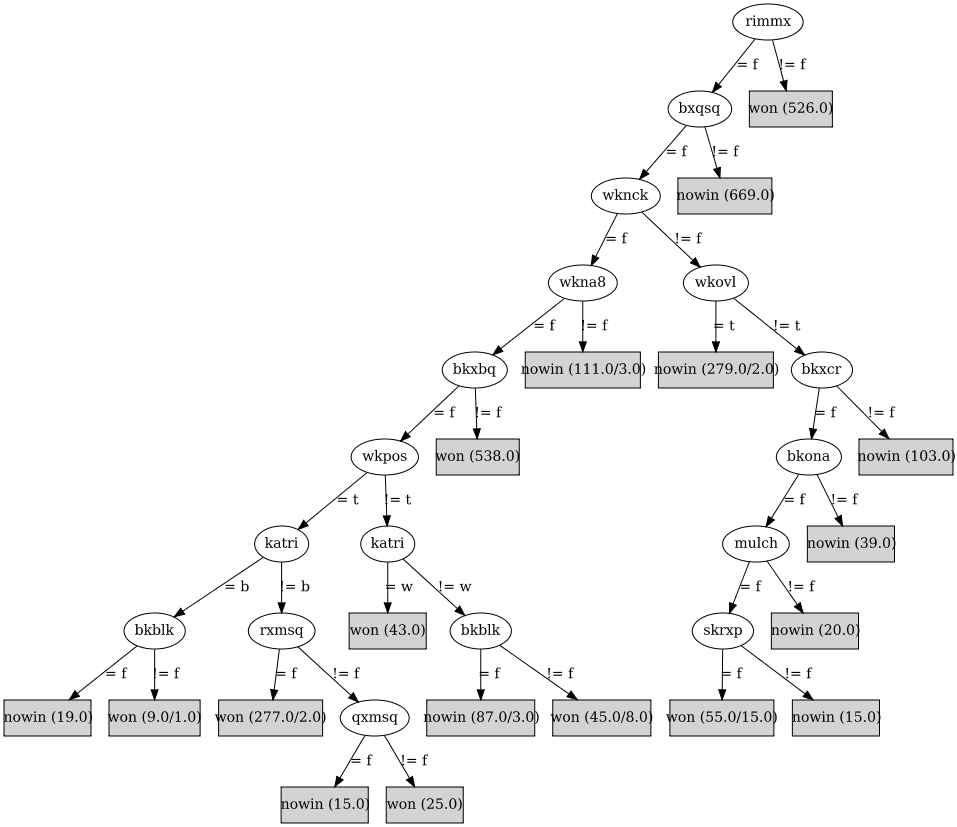 rimmx
= f
!= f
bxqsq
won (526.0)
= f
!= f
wknck
nowin (669.0)
= f
!= f
wkna8
wkovl
= f
!= f
= t
!= t
bkxbq
nowin (111.0/3.0)
nowin (279.0/2.0)
bkxcr
= f
!= f
= f
!= f
wkpos
won (538.0)
bkona
nowin (103.0)
= t
!= t
= f
!= f
katri
katri
mulch
nowin (39.0)
= b
!= b
= w
!= w
= f
!= f
bkblk
rxmsq
won (43.0)
bkblk
skrxp
nowin (20.0)
= f
!= f
= f
!= f
= f
!= f
= f
!= f
nowin (19.0)
won (9.0/1.0)
won (277.0/2.0)
qxmsq
nowin (87.0/3.0)
won (45.0/8.0)
won (55.0/15.0)
nowin (15.0)
= f
!= f
nowin (15.0)
won (25.0)